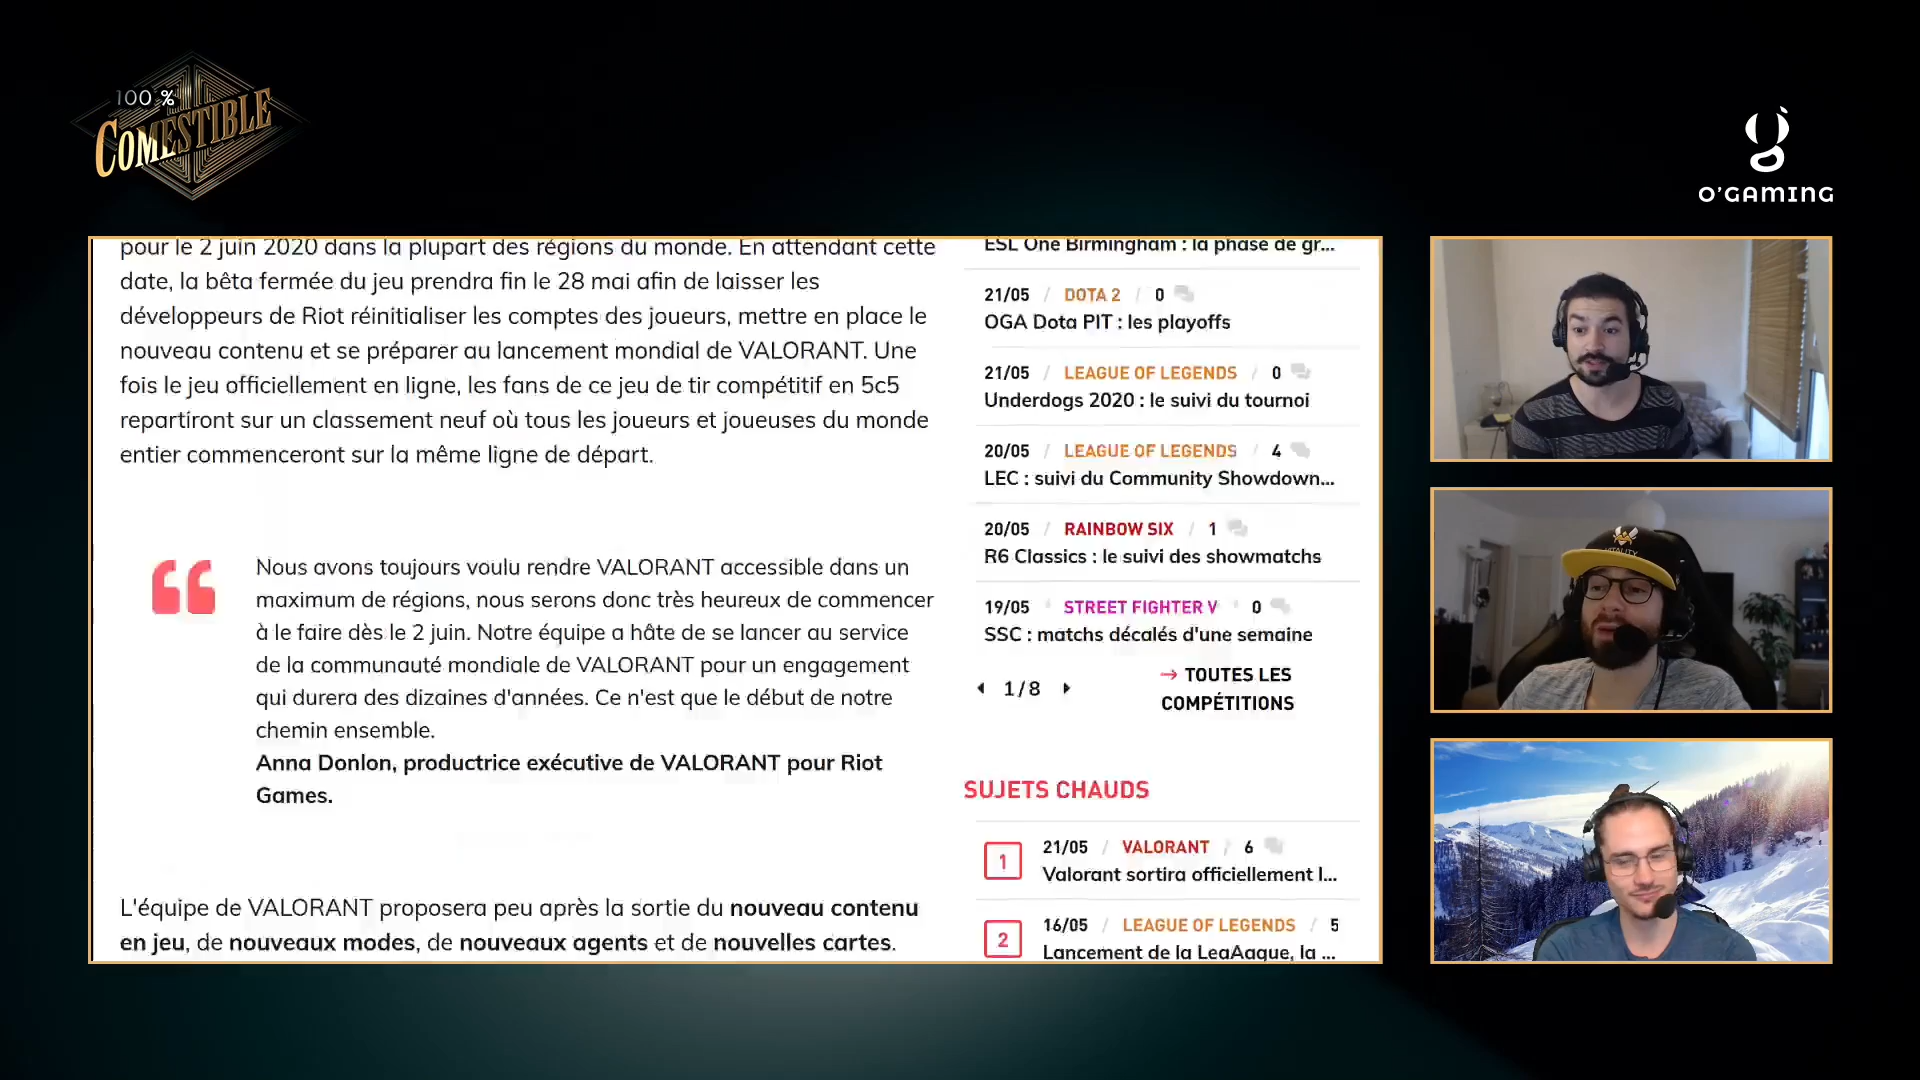 100 %
COMESTIBLE
O'GAMING
pour le 2 juin 2020 dans la plupart des régions du monde. En attendant cette
date, la bêta fermée du jeu prendra fin le 28 mai afin de laisser les
développeurs de Riot réinitialiser les comptes des joueurs, mettre en place le
nouveau contenu et se préparer au lancement mondial de VALORANT. Une
fois le jeu officiellement en ligne, les fans de ce jeu de tir compétitif en 5c5
repartiront sur un classement neuf où tous les joueurs et joueuses du monde
entier commenceront sur la même ligne de départ.
“
Nous avons toujours voulu rendre VALORANT accessible dans un
maximum de régions, nous serons donc très heureux de commencer
à le faire dès le 2 juin. Notre équipe a hâte de se lancer au service
de la communauté mondiale de VALORANT pour un engagement
qui durera des dizaines d'années. Ce n'est que le début de notre
chemin ensemble.
Anna Donlon, productrice exécutive de VALORANT pour Riot
Games.
L'équipe de VALORANT proposera peu après la sortie du nouveau contenu
en jeu, de nouveaux modes, de nouveaux agents et de nouvelles cartes.
ESL One Birmingham : la phase de gr...
21/05 / DOTA 2 / 0
OGA Dota PIT : les playoffs
21/05 / LEAGUE OF LEGENDS / 0
Underdogs 2020 : le suivi du tournoi
20/05 / LEAGUE OF LEGENDS / 4
LEC : suivi du Community Showdown...
20/05 / RAINBOW SIX / 1
R6 Classics : le suivi des showmatchs
19/05 / STREET FIGHTER V / 0
SSC : matchs décalés d'une semaine
1/8
→ TOUTES LES
COMPÉTITIONS
SUJETS CHAUDS
1
21/05 / VALORANT / 6
Valorant sortira officiellement l...
2
16/05 / LEAGUE OF LEGENDS / 5
Lancement de la LeaAague, la ...
VITALITY